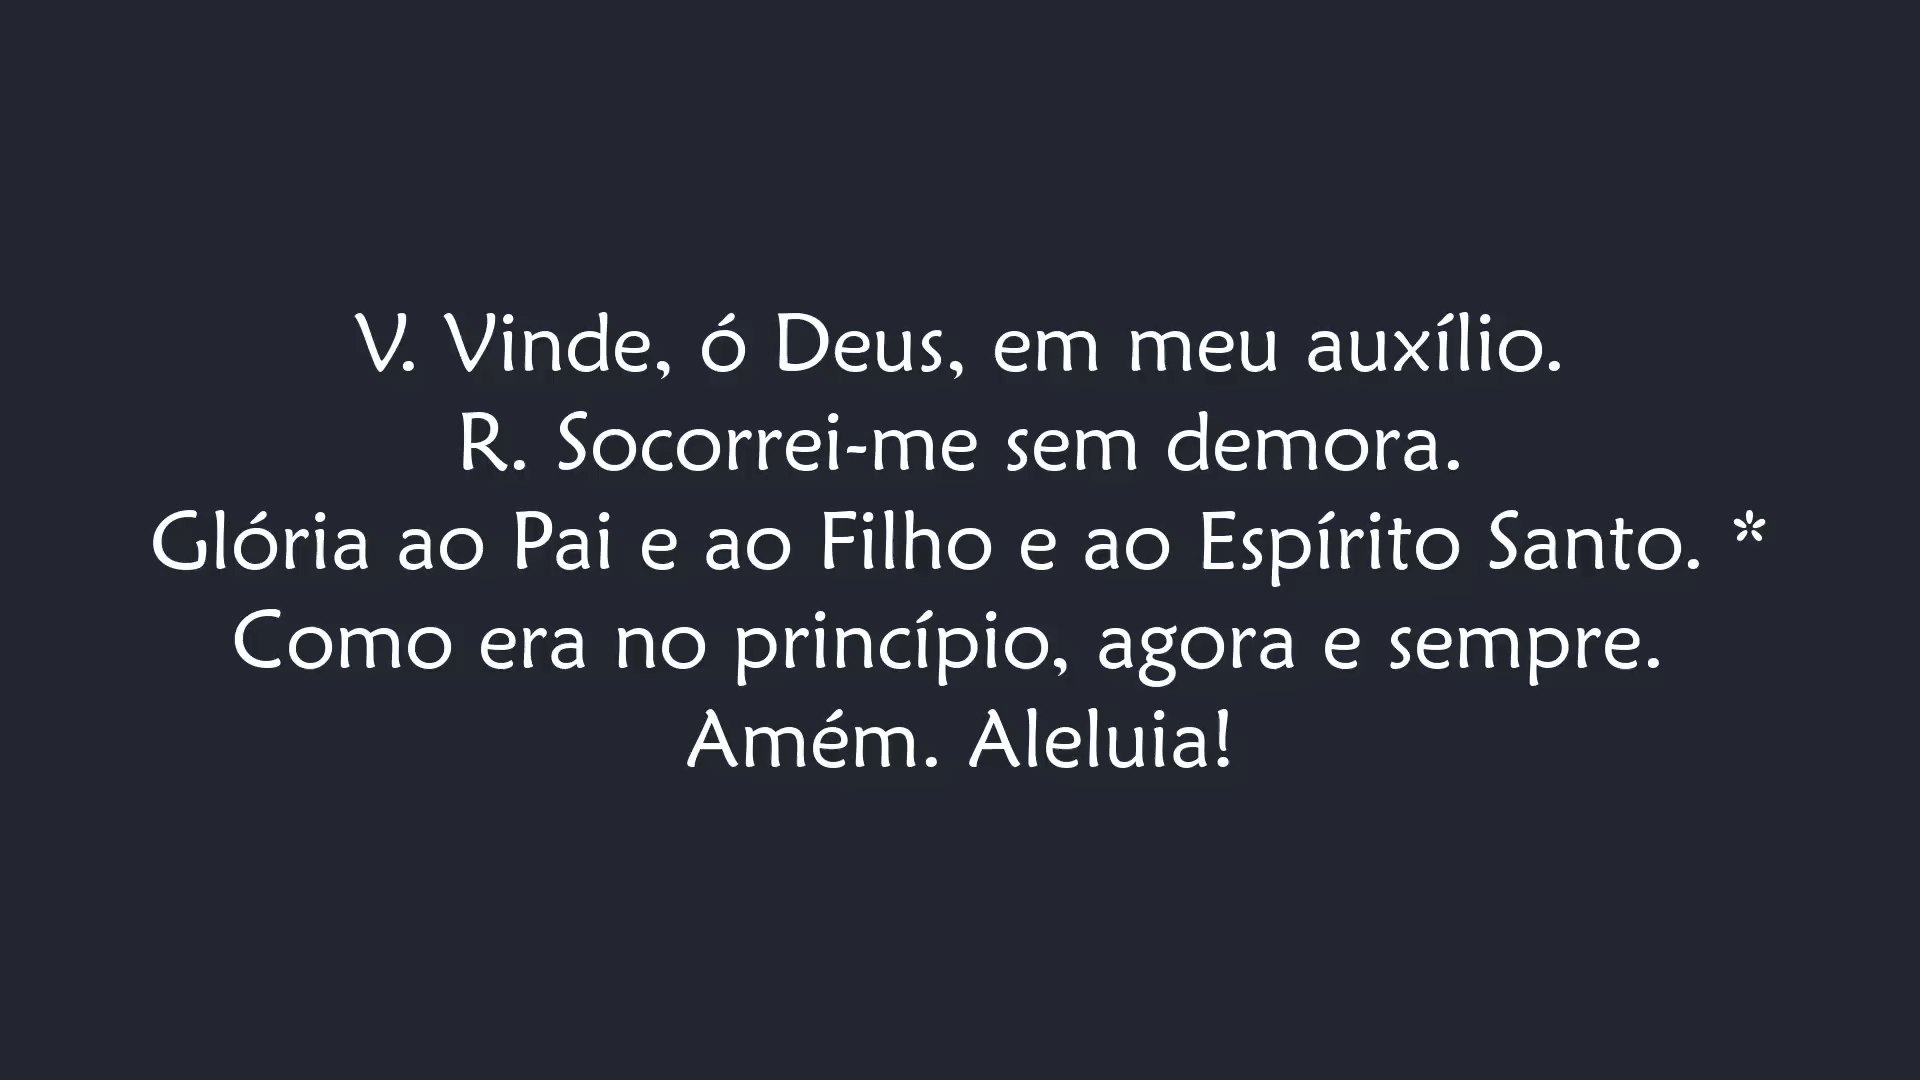 V. Vinde, ó Deus, em meu auxílio.
R. Socorrei-me sem demora.
Glória ao Pai e ao Filho e ao Espírito Santo. *
Como era no princípio, agora e sempre.
Amém. Aleluia!